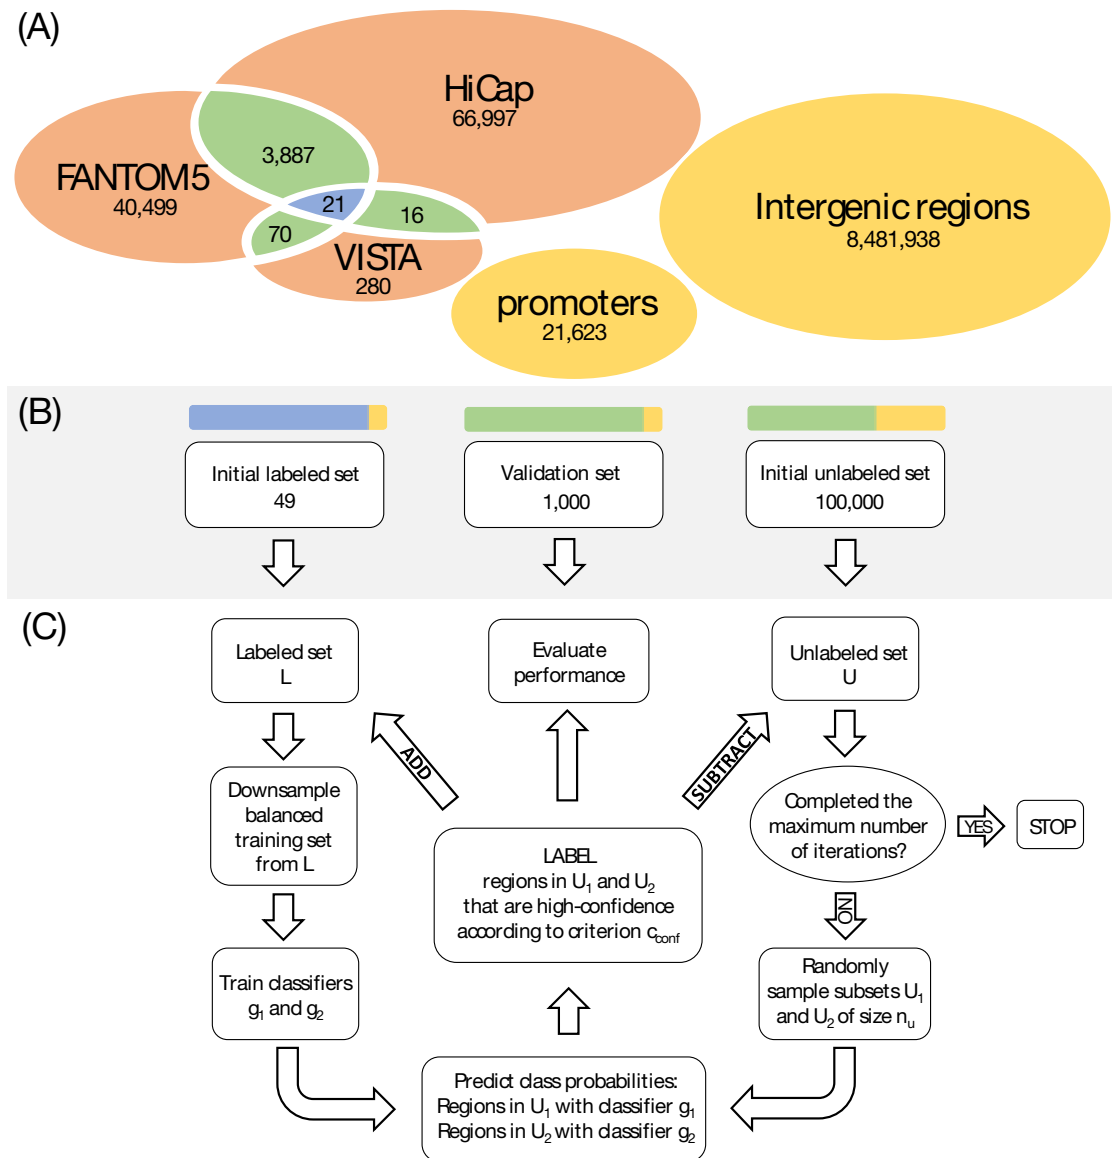 (A)
HiCap
66,997
FANTOM5
40,499
3,887
21
16
70
VISTA
280
Intergenic regions
8,481,938
promoters
21,623
(B)
Initial labeled set
49
Validation set
1,000
Initial unlabeled set
100,000
(C)
Labeled set
L
Evaluate
performance
Unlabeled set
U
ADD
SUBTRACT
Downsample
balanced
training set
from L
Completed the
maximum number
of iterations?
YES
STOP
LABEL
regions in U1 and U2
that are high-confidence
according to criterion cconf
NO
Train classifiers
g1 and g2
Randomly
sample subsets U1
and U2 of size nu
Predict class probabilities:
Regions in U1 with classifier g1
Regions in U2 with classifier g2